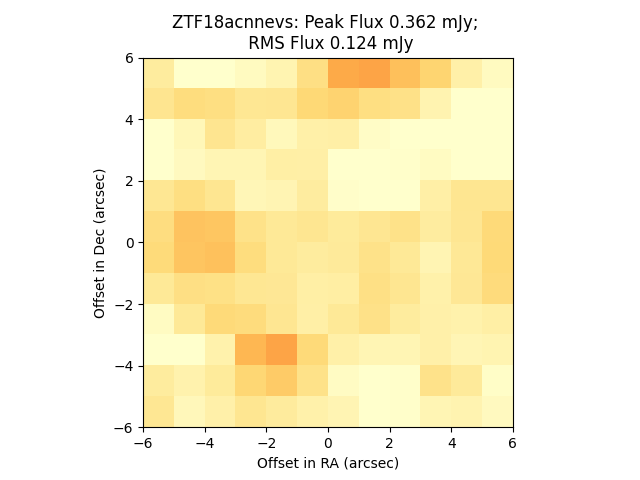 ZTF18acnnevs: Peak Flux 0.362 mJy;
RMS Flux 0.124 mJy
6
4
2
0
−2
−4
−6
Offset in Dec (arcsec)
−6 −4 −2 0 2 4 6
Offset in RA (arcsec)